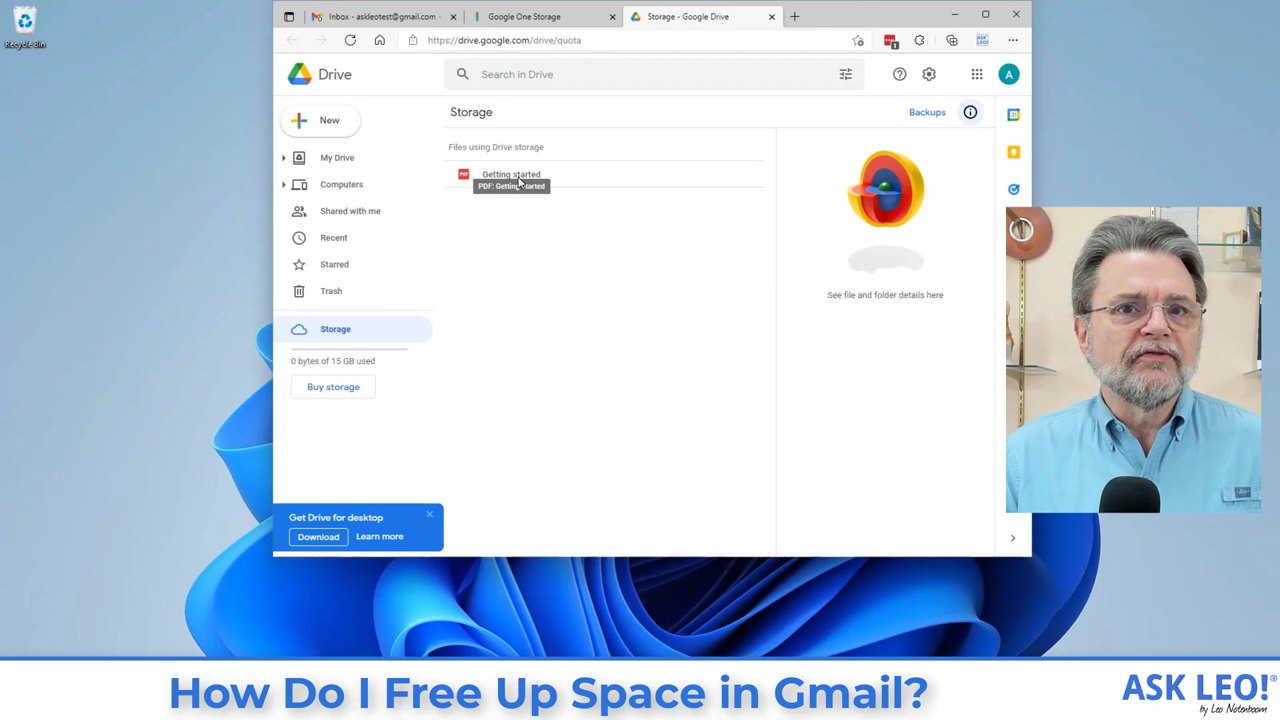 Recycle Bin
Inbox - askleotest@gmail.com -
Google One Storage
Storage - Google Drive
https://drive.google.com/drive/quota
1
ASK LEO!
Drive
Search in Drive
A
New
Storage
Backups
Files using Drive storage
PDF
Getting started
PDF: Getting started
My Drive
Computers
Shared with me
Recent
Starred
Trash
Storage
0 bytes of 15 GB used
Buy storage
See file and folder details here
Get Drive for desktop
Download
Learn more
How Do I Free Up Space in Gmail?
ASK LEO!®
by Leo Notenboom